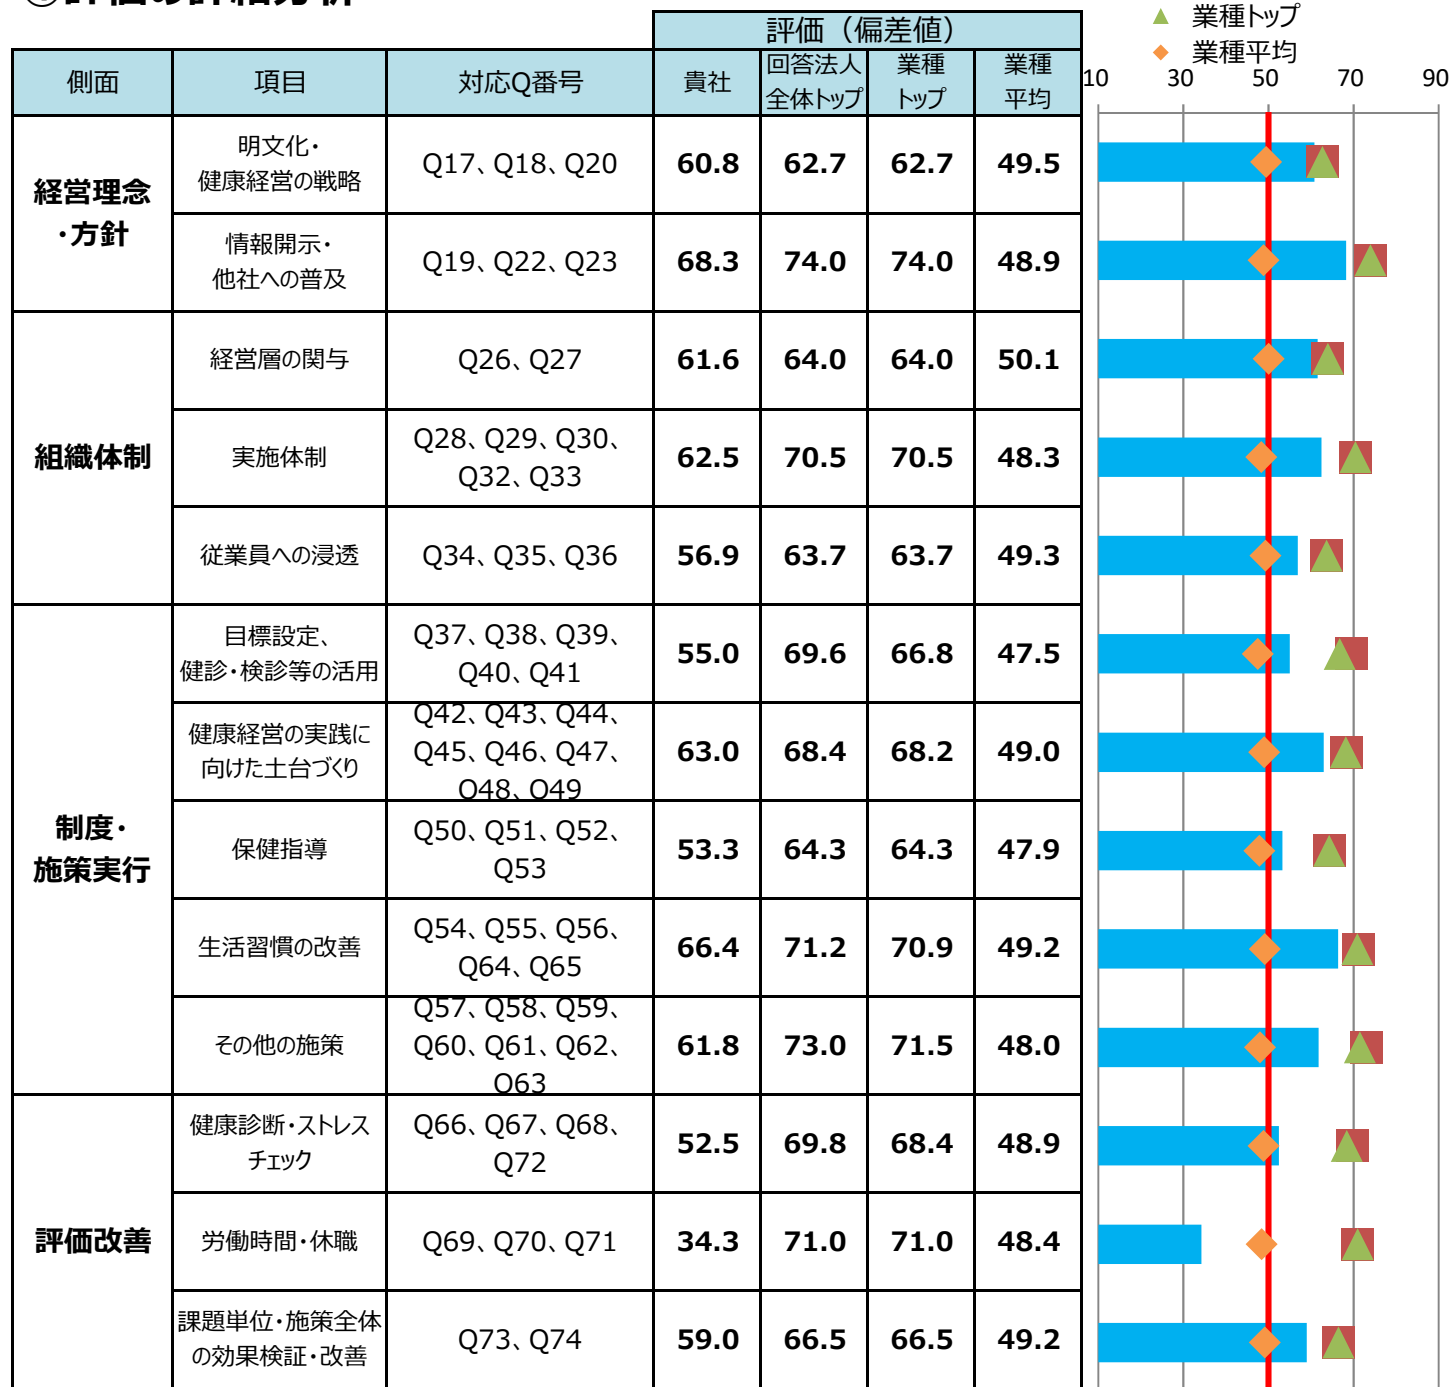 評価（偏差値）
▲ 業種トップ
◆ 業種平均
側面 項目 対応Q番号 貴社 回答法人 業種 業種
全体トップ トップ 平均
10 30 50 70 90
経営理念
・方針
明文化・
健康経営の戦略
Q17、Q18、Q20 60.8 62.7 62.7 49.5
情報開示・
他社への普及
Q19、Q22、Q23 68.3 74.0 74.0 48.9
組織体制
経営層の関与 Q26、Q27 61.6 64.0 64.0 50.1
実施体制
Q28、Q29、Q30、
Q32、Q33
62.5 70.5 70.5 48.3
従業員への浸透 Q34、Q35、Q36 56.9 63.7 63.7 49.3
制度・
施策実行
目標設定、
健診・検診等の活用
Q37、Q38、Q39、
Q40、Q41
55.0 69.6 66.8 47.5
健康経営の実践に
向けた土台づくり
Q42、Q43、Q44、
Q45、Q46、Q47、
Q48、Q49
63.0 68.4 68.2 49.0
保健指導
Q50、Q51、Q52、
Q53
53.3 64.3 64.3 47.9
生活習慣の改善
Q54、Q55、Q56、
Q64、Q65
66.4 71.2 70.9 49.2
その他の施策
Q57、Q58、Q59、
Q60、Q61、Q62、
Q63
61.8 73.0 71.5 48.0
評価改善
健康診断・ストレス
チェック
Q66、Q67、Q68、
Q72
52.5 69.8 68.4 48.9
労働時間・休職 Q69、Q70、Q71 34.3 71.0 71.0 48.4
課題単位・施策全体
の効果検証・改善
Q73、Q74 59.0 66.5 66.5 49.2